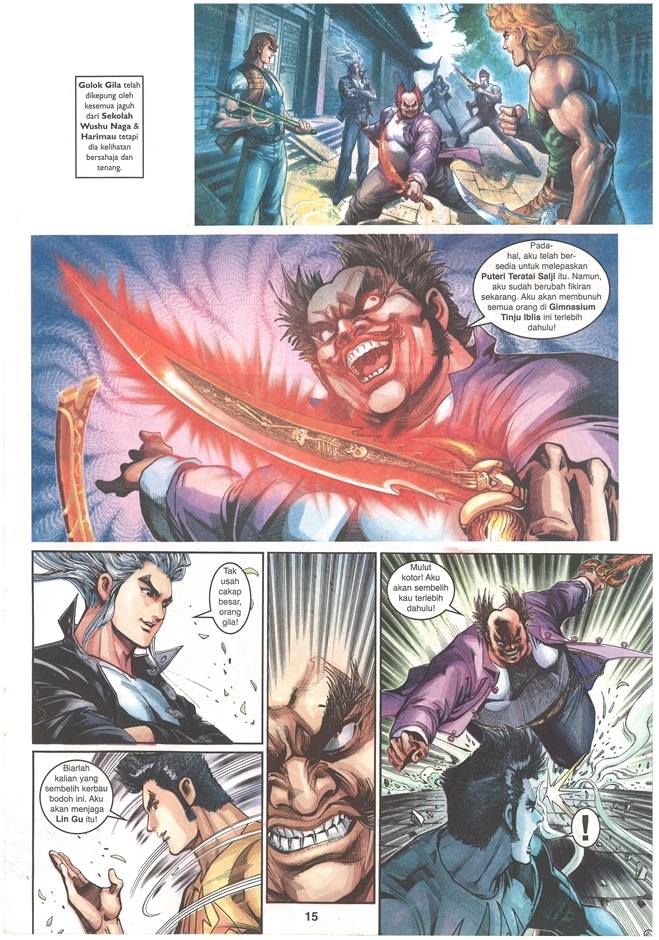 Golok Gila telah
dikepung oleh
kesemua jaguh
dari Sekolah
Wushu Naga &
Harimau tetapi
dia kelihatan
bersahaja dan
tenang.
Pada-
hal, aku telah ber-
sedia untuk melepaskan
Puteri Teratai Salji itu. Namun,
aku sudah berubah fikiran
sekarang. Aku akan membunuh
semua orang di Gimnasium
Tinju Iblis ini terlebih
dahulu!
Tak
usah
cakap
besar,
orang
gila!
Biarlah
kalian yang
sembelih kerbau
bodoh ini. Aku
akan menjaga
Lin Gu itu!
Mulut
kotor! Aku
akan sembelih
kau terlebih
dahulu!
!
15